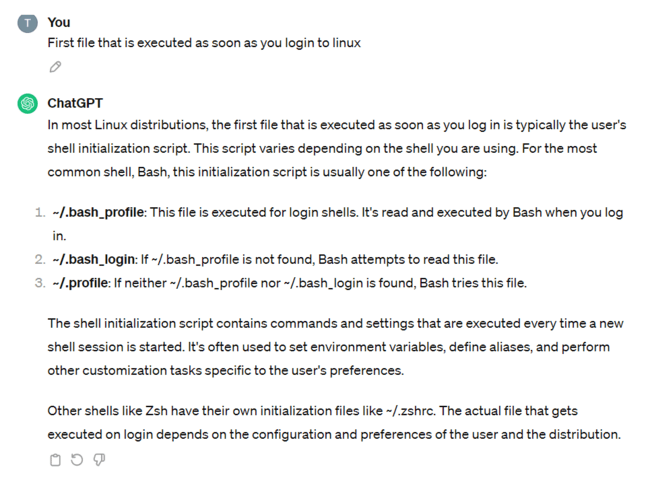 T You
First file that is executed as soon as you login to linux
ChatGPT
In most Linux distributions, the first file that is executed as soon as you log in is typically the user's
shell initialization script. This script varies depending on the shell you are using. For the most
common shell, Bash, this initialization script is usually one of the following:
1. ~/.bash_profile: This file is executed for login shells. It's read and executed by Bash when you log
in.
2. ~/.bash_login: If ~/.bash_profile is not found, Bash attempts to read this file.
3. ~/.profile: If neither ~/.bash_profile nor ~/.bash_login is found, Bash tries this file.
The shell initialization script contains commands and settings that are executed every time a new
shell session is started. It's often used to set environment variables, define aliases, and perform
other customization tasks specific to the user's preferences.
Other shells like Zsh have their own initialization files like ~/.zshrc. The actual file that gets
executed on login depends on the configuration and preferences of the user and the distribution.